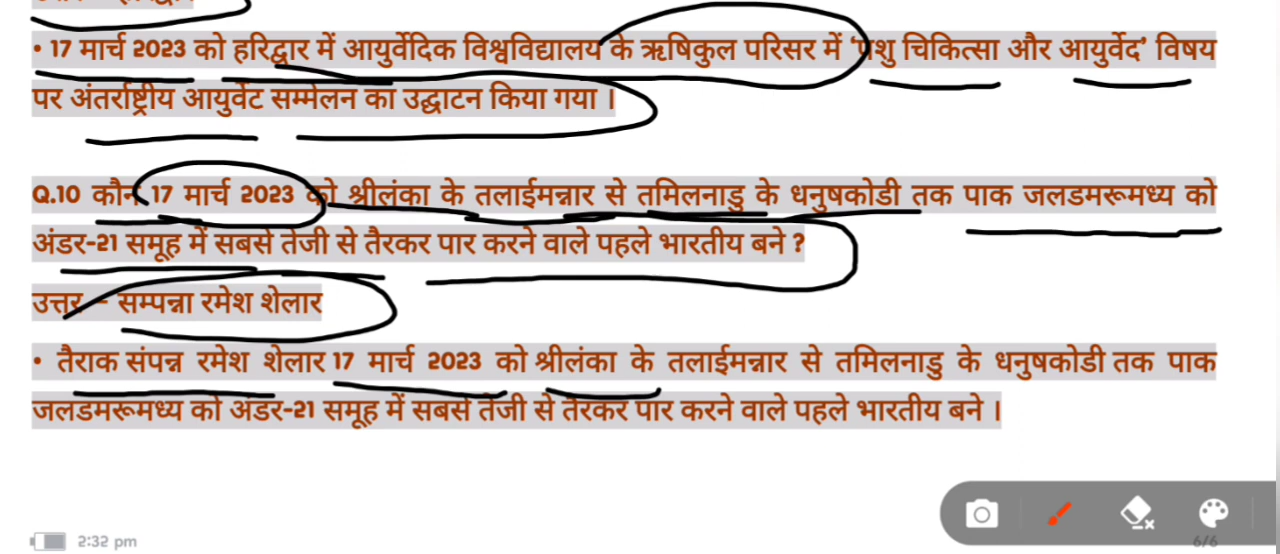 • 17 मार्च 2023 को हरिद्वार में आयुर्वेदिक विश्वविद्यालय के ऋषिकुल परिसर में 'पशु चिकित्सा और आयुर्वेद' विषय
पर अंतर्राष्ट्रीय आयुर्वेट सम्मेलन का उद्घाटन किया गया ।
Q.10 कौन 17 मार्च 2023 को श्रीलंका के तलाईमन्नार से तमिलनाडु के धनुषकोडी तक पाक जलडमरूमध्य को
अंडर-21 समूह में सबसे तेजी से तैरकर पार करने वाले पहले भारतीय बने ?
उत्तर – सम्पन्ना रमेश शेलार
• तैराक संपन्न रमेश शेलार 17 मार्च 2023 को श्रीलंका के तलाईमन्नार से तमिलनाडु के धनुषकोडी तक पाक
जलडमरूमध्य को अंडर-21 समूह में सबसे तेजी से तैरकर पार करने वाले पहले भारतीय बने ।
6/6
2:32 pm